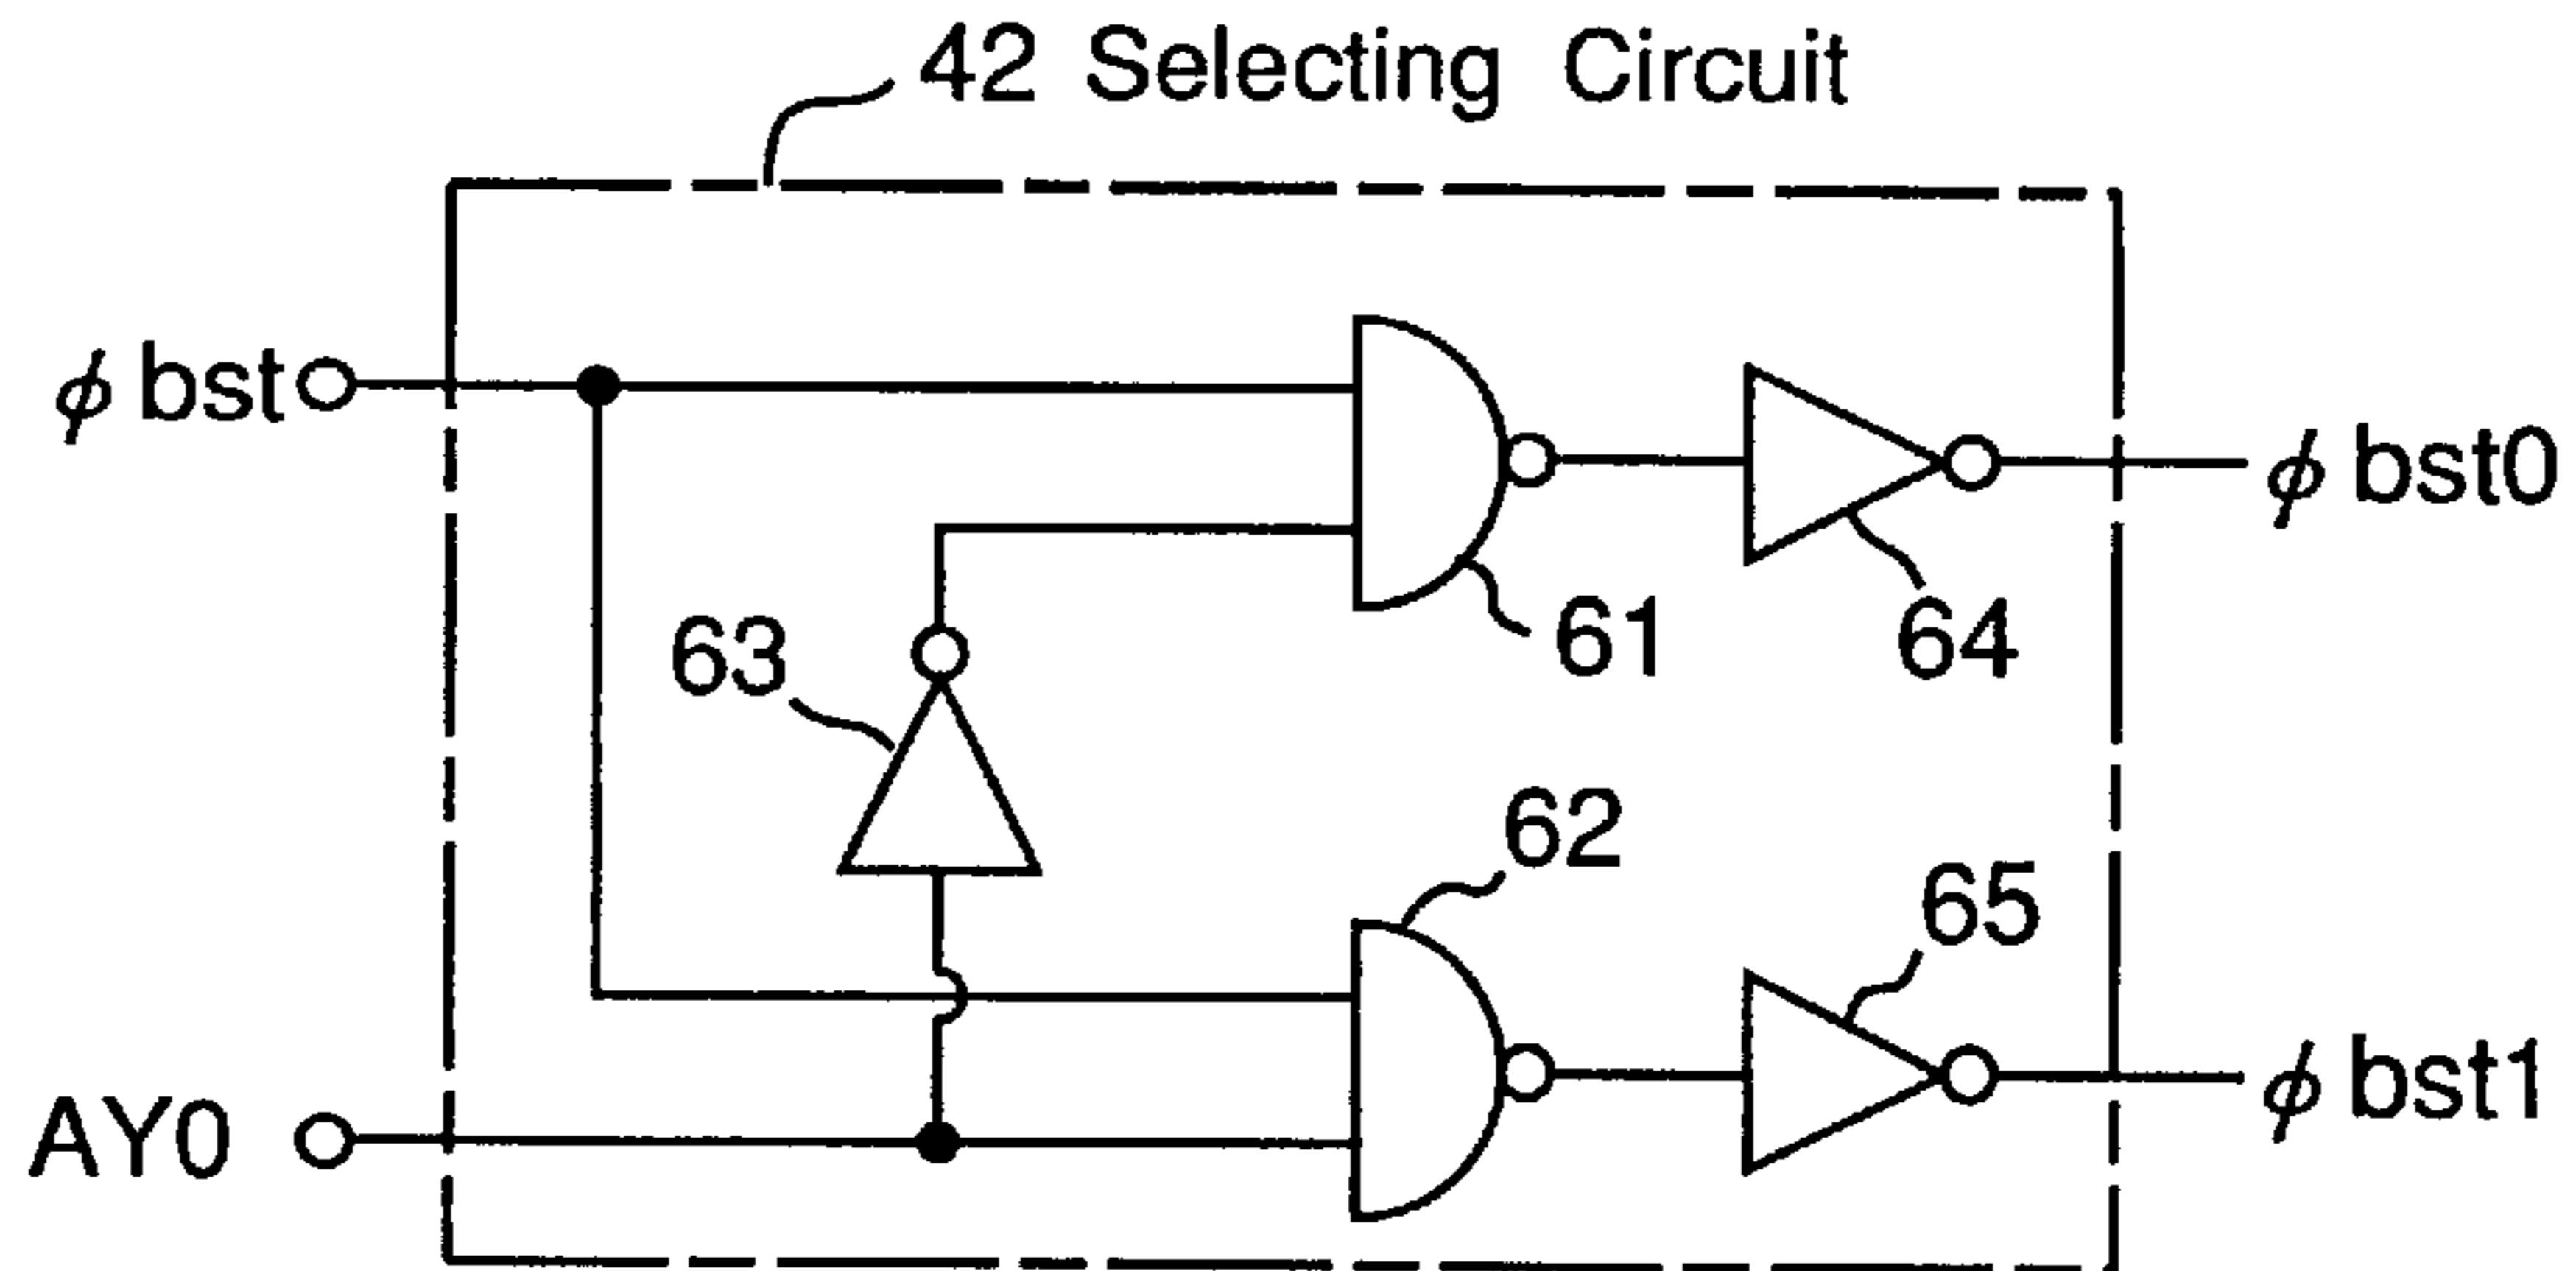 42 Selecting Circuit
ϕ bst
ϕ bst0
61
64
63
62
65
AY0
ϕ bst1